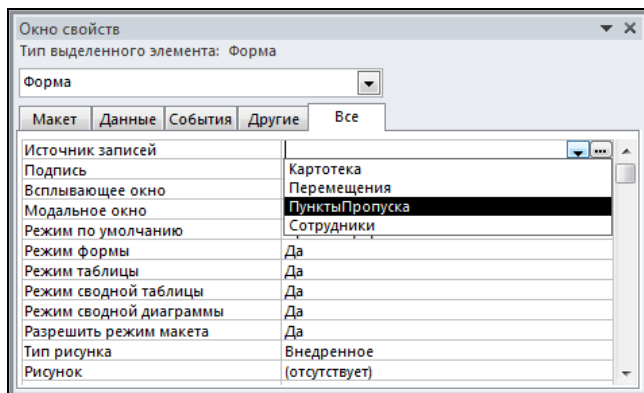 Окно свойств
Тип выделенного элемента: Форма
Форма
Макет Данные События Другие Все
Источник записей
Подпись Картотека
Всплывающее окно Перемещения
Модальное окно ПунктыПропуска
Режим по умолчанию Сотрудники
Режим формы Да
Режим таблицы Да
Режим сводной таблицы Да
Режим сводной диаграммы Да
Разрешить режим макета Да
Тип рисунка Внедренное
Рисунок (отсутствует)